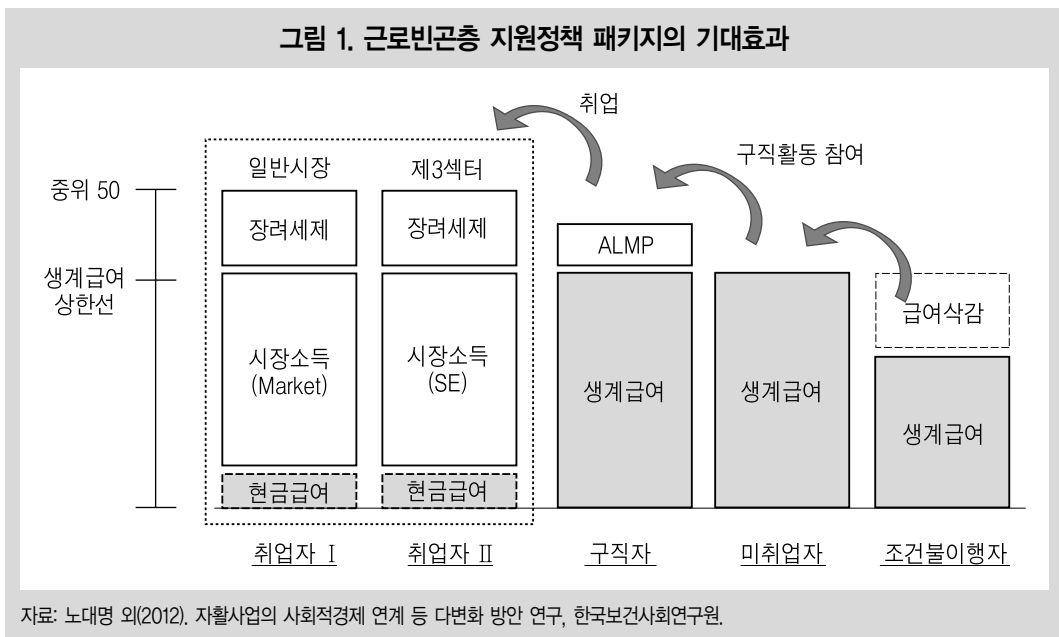 그림 1. 근로빈곤층 지원정책 패키지의 기대효과
취업
구직활동 참여
일반시장
제3섹터
중위 50
장려세제
장려세제
ALMP
생계급여
상한선
급여삭감
시장소득
(Market)
시장소득
(SE)
생계급여
생계급여
생계급여
현금급여
현금급여
취업자 Ⅰ
취업자 Ⅱ
구직자
미취업자
조건불이행자
자료: 노대명 외(2012). 자활사업의 사회적경제 연계 등 다변화 방안 연구, 한국보건사회연구원.